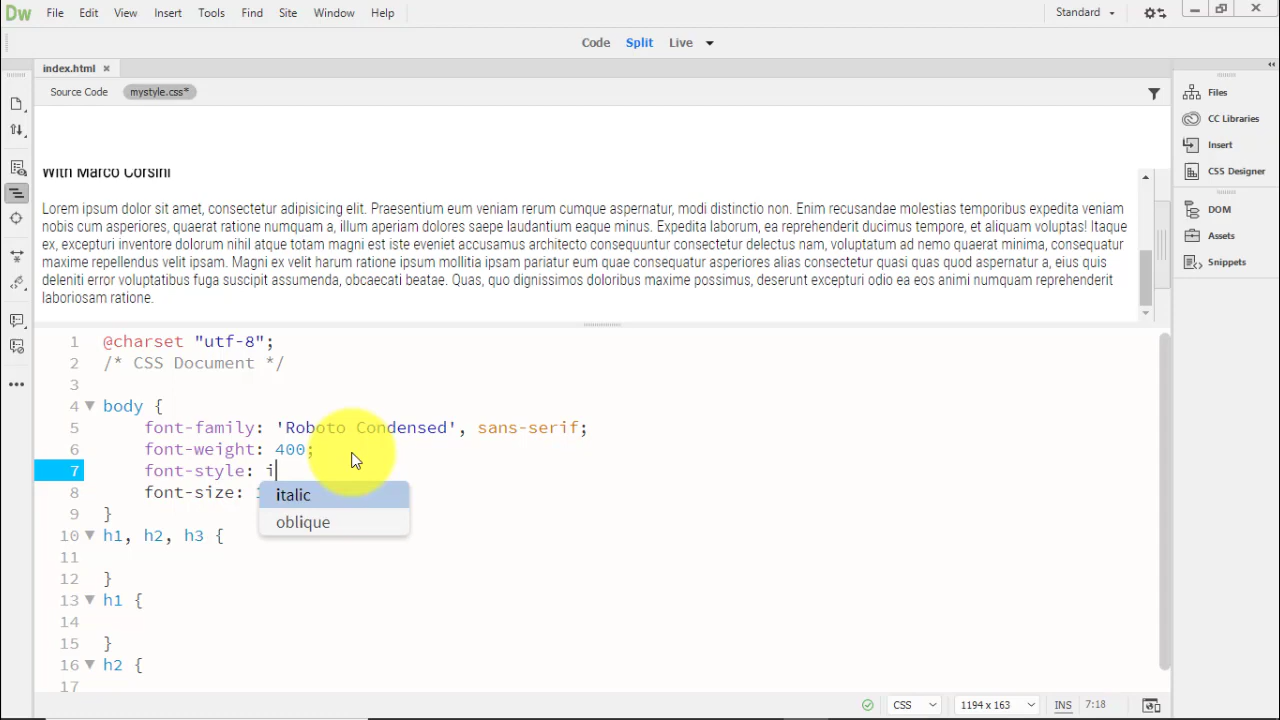 Dw File Edit View Insert Tools Find Site Window Help Standard
Code Split Live
index.html
Source Code mystyle.css*
With Marco Corsini
Lorem ipsum dolor sit amet, consectetur adipisicing elit. Praesentium eum veniam rerum cumque aspernatur, modi distinctio non. Enim recusandae molestias temporibus expedita veniam
nobis cum asperiores, quaerat ratione numquam a, illum aperiam dolores saepe laudantium eaque minus. Expedita laborum, ea reprehenderit ducimus tempore, et aliquam voluptas! Itaque
ex, excepturi inventore dolorum nihil atque totam magni est iste eveniet accusamus architecto consequuntur consectetur delectus nam, voluptatum ad nemo quaerat minima, consequatur
maxime repellendus velit ipsam. Magni ex velit harum ratione ipsum mollitia ipsam pariatur eum quae consequatur asperiores alias consectetur quasi quas quod aspernatur a, eius quis
deleniti error voluptatibus fuga suscipit assumenda, obcaecati beatae. Quas, quo dignissimos doloribus maxime possimus, deserunt excepturi odio ea eos animi numquam reprehenderit
laboriosam ratione.
1 @charset "utf-8";
2 /* CSS Document */
3
4 body {
5 font-family: 'Roboto Condensed', sans-serif;
6 font-weight: 400;
7 font-style: i
italic
8 font-size:
oblique
9 }
10 h1, h2, h3 {
11
12 }
13 h1 {
14
15 }
16 h2 {
17
Files
CC Libraries
Insert
CSS Designer
DOM
Assets
Snippets
CSS 1194 x 163 INS 7:18